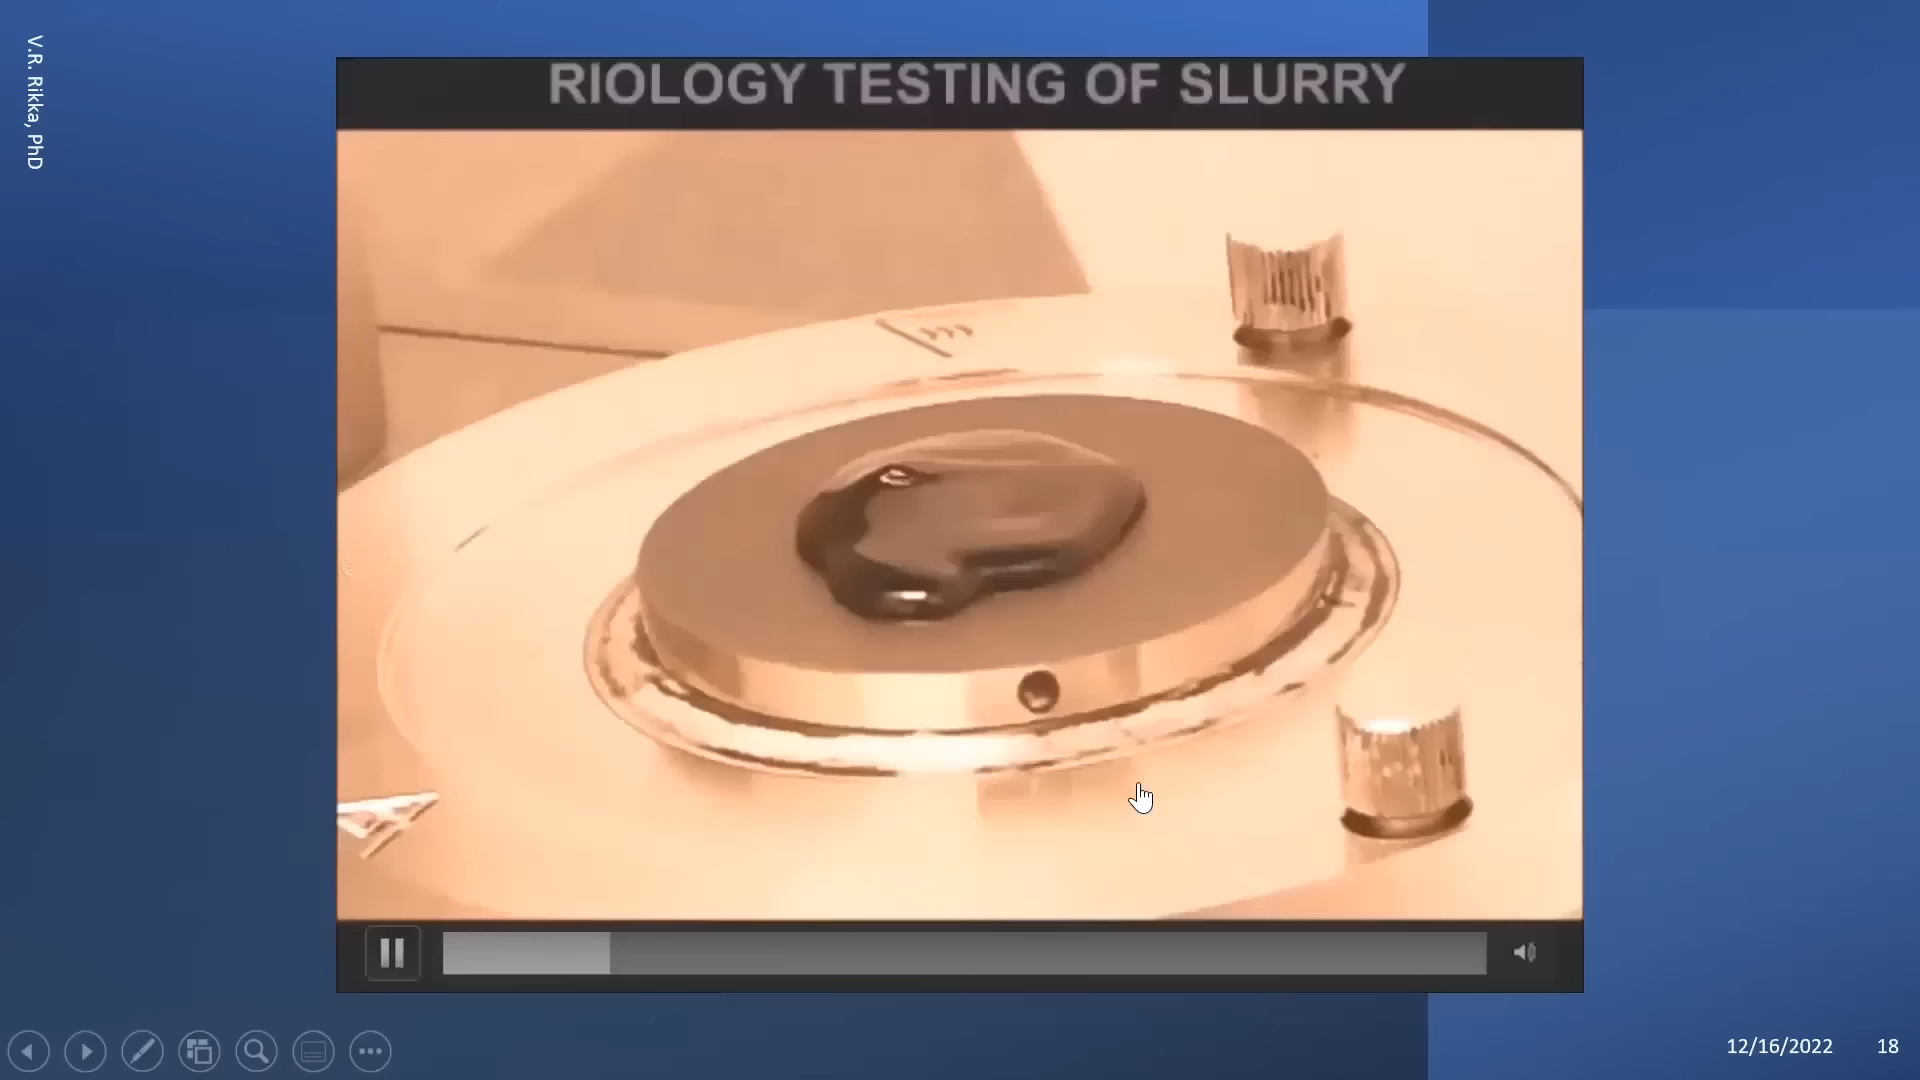 V.R. Rikka, PhD
RIOLOGY TESTING OF SLURRY
12/16/2022
18